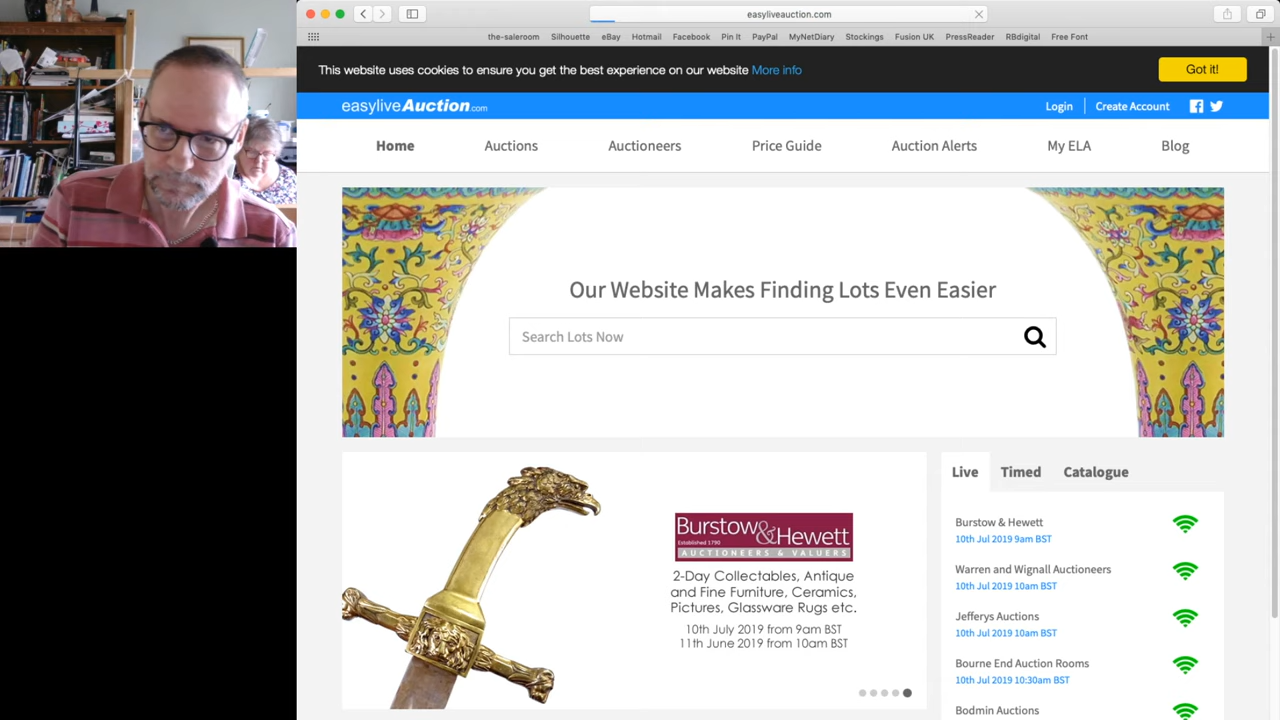 easyliveauction.com
the-saleroom Silhouette eBay Hotmail Facebook Pin It PayPal MyNetDiary Stockings Fusion UK PressReader RBdigital Free Font
This website uses cookies to ensure you get the best experience on our website More info
Got it!
easyliveAuction.com
Login Create Account
Home Auctions Auctioneers Price Guide Auction Alerts My ELA Blog
Our Website Makes Finding Lots Even Easier
Search Lots Now
Burstow & Hewett
Established 1790
AUCTIONEERS & VALUERS
2-Day Collectables, Antique
and Fine Furniture, Ceramics,
Pictures, Glassware Rugs etc.
10th July 2019 from 9am BST
11th June 2019 from 10am BST
Live Timed Catalogue
Burstow & Hewett
10th Jul 2019 9am BST
Warren and Wignall Auctioneers
10th Jul 2019 10am BST
Jefferys Auctions
10th Jul 2019 10am BST
Bourne End Auction Rooms
10th Jul 2019 10:30am BST
Bodmin Auctions